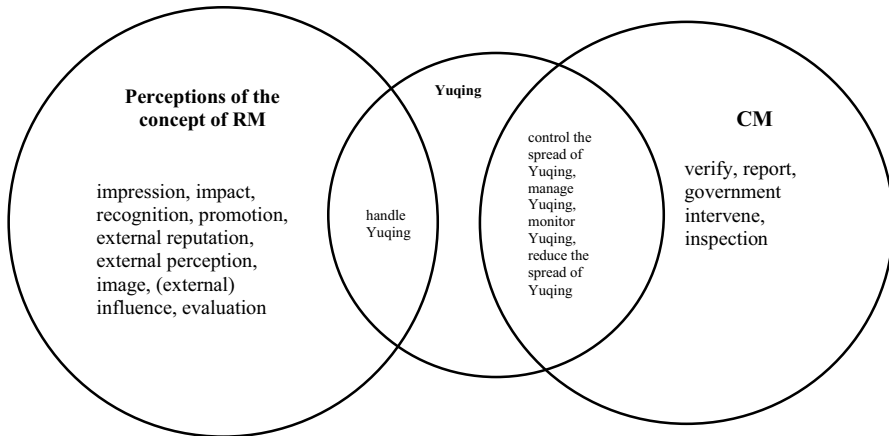 Perceptions of the
concept of RM
impression, impact,
recognition, promotion,
external reputation,
external perception,
image, (external)
influence, evaluation
handle
Yuqing
Yuqing
control the
spread of
Yuqing,
manage
Yuqing,
monitor
Yuqing,
reduce the
spread of
Yuqing
CM
verify, report,
government
intervene,
inspection